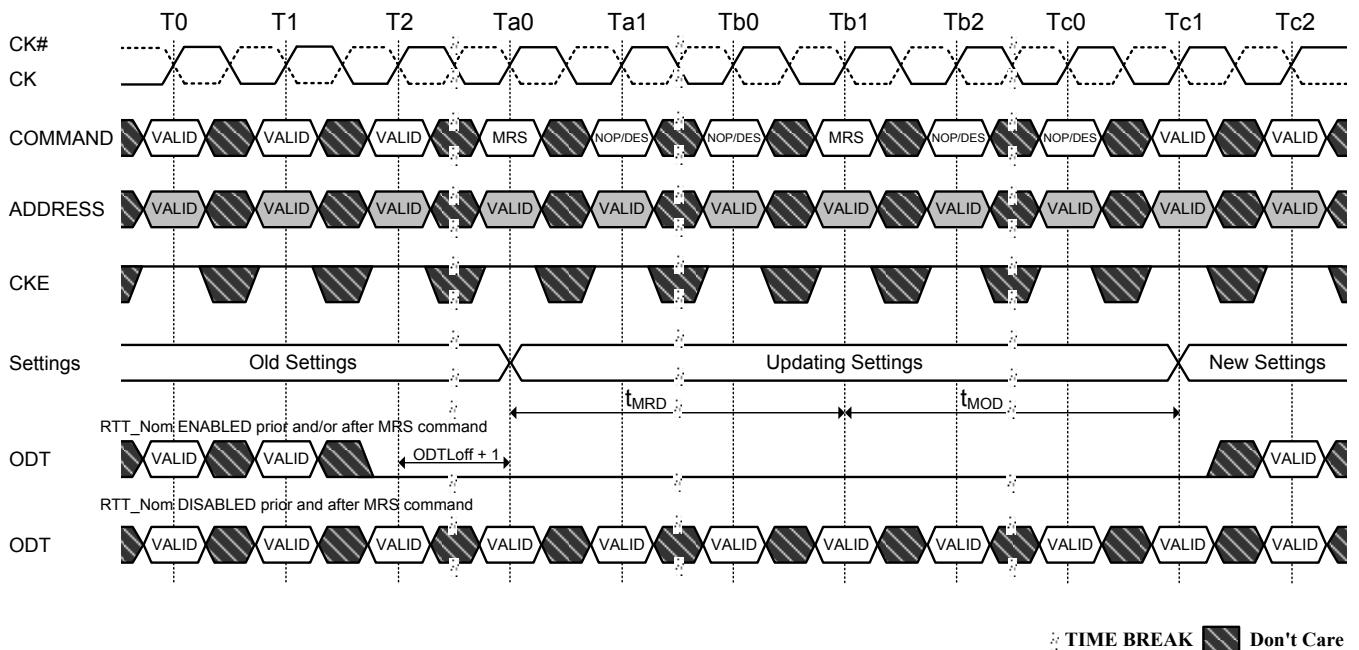 T0 T1 T2 Ta0 Ta1 Tb0 Tb1 Tb2 Tc0 Tc1 Tc2
CK#
CK
COMMAND VALID VALID VALID MRS NOP/DES NOP/DES MRS NOP/DES NOP/DES VALID VALID
ADDRESS VALID VALID VALID VALID VALID VALID VALID VALID VALID VALID VALID
CKE
Settings Old Settings Updating Settings New Settings
tMRD tMOD
RTT_Nom ENABLED prior and/or after MRS command
ODT VALID VALID ODTLoff + 1 VALID
RTT_Nom DISABLED prior and after MRS command
ODT VALID VALID VALID VALID VALID VALID VALID VALID VALID VALID VALID
TIME BREAK Don't Care